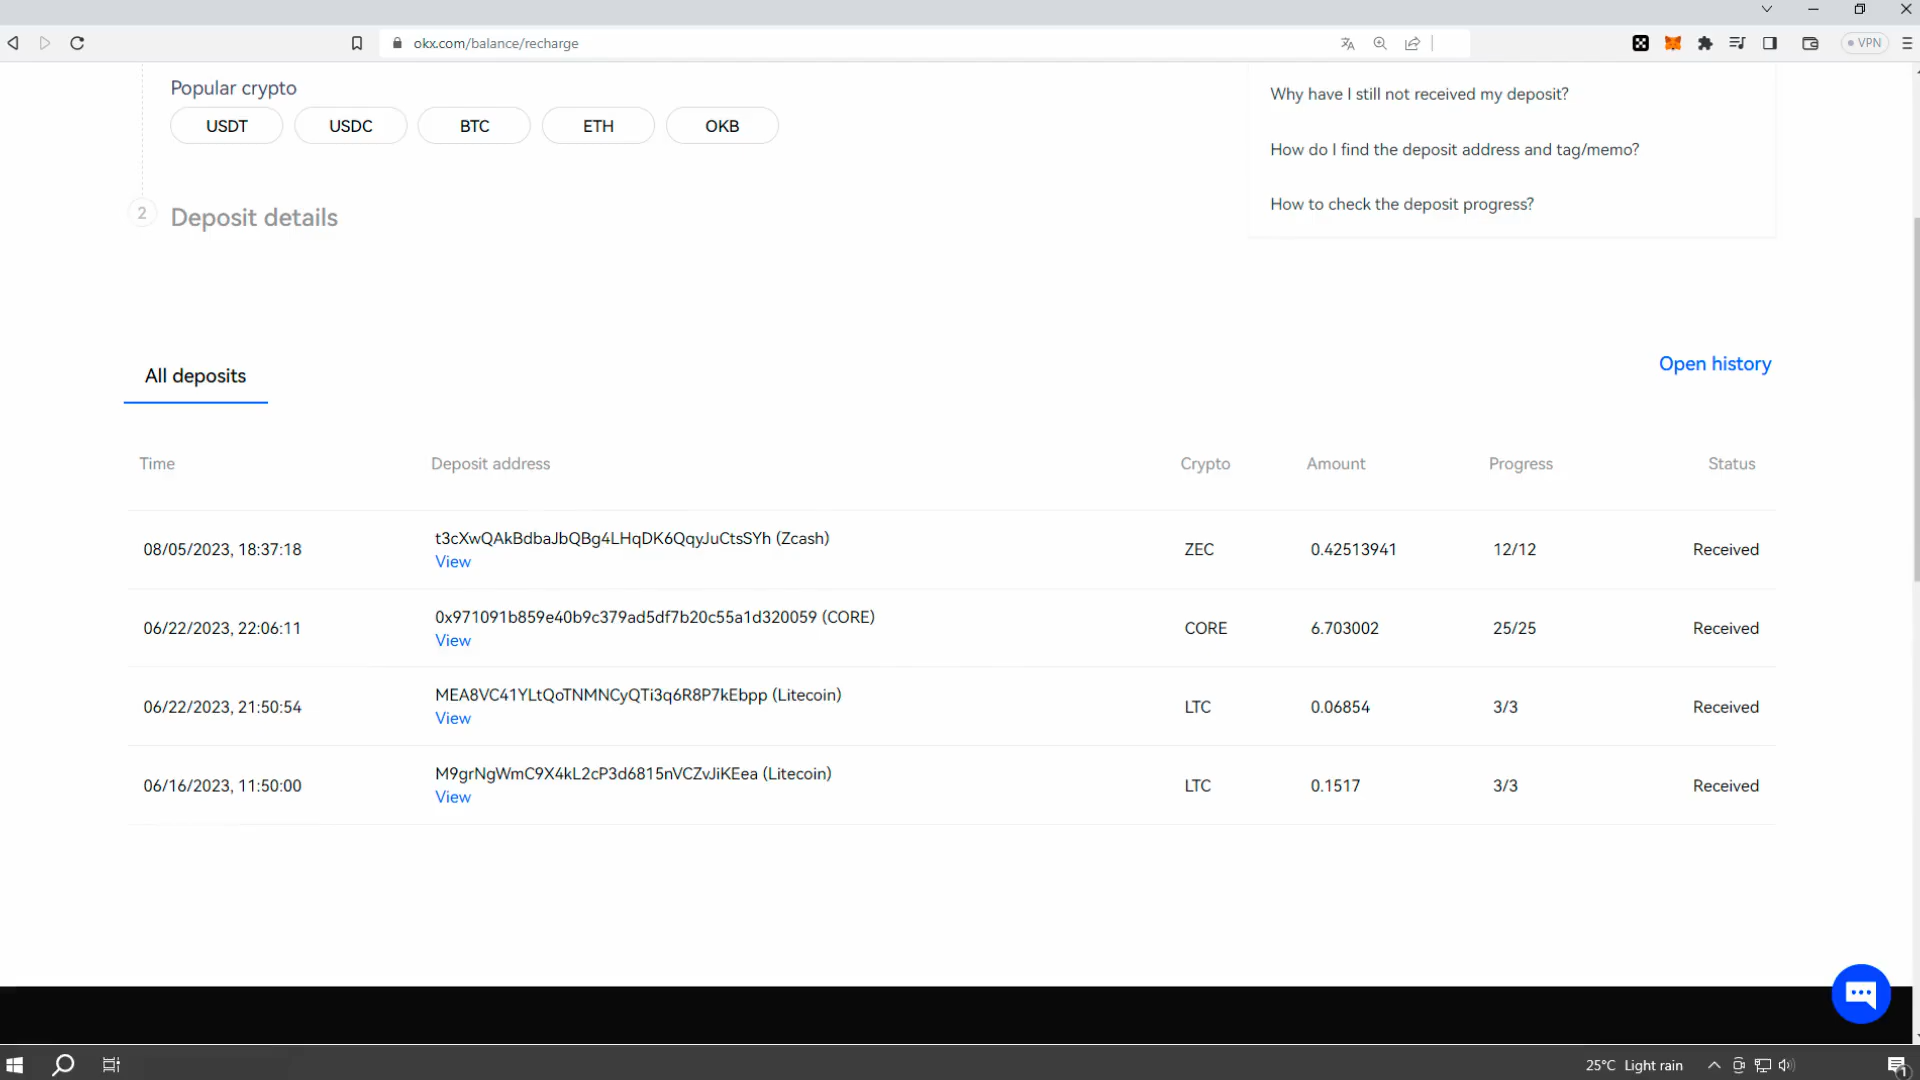 okx.com/balance/recharge
VPN
Popular crypto
USDT USDC BTC ETH OKB
Why have I still not received my deposit?
How do I find the deposit address and tag/memo?
How to check the deposit progress?
2 Deposit details
All deposits
Open history
Time Deposit address Crypto Amount Progress Status
08/05/2023, 18:37:18 t3cXwQAkBdbaJbQBg4LHqDK6QqyJuCtsSYh (Zcash) ZEC 0.42513941 12/12 Received
View
06/22/2023, 22:06:11 0x971091b859e40b9c379ad5df7b20c55a1d320059 (CORE) CORE 6.703002 25/25 Received
View
06/22/2023, 21:50:54 MEA8VC41YLtQoTNMNCyQTi3q6R8P7kEbpp (Litecoin) LTC 0.06854 3/3 Received
View
06/16/2023, 11:50:00 M9grNgWmC9X4kL2cP3d6815nVCZvJiKEea (Litecoin) LTC 0.1517 3/3 Received
View
25°C Light rain
1